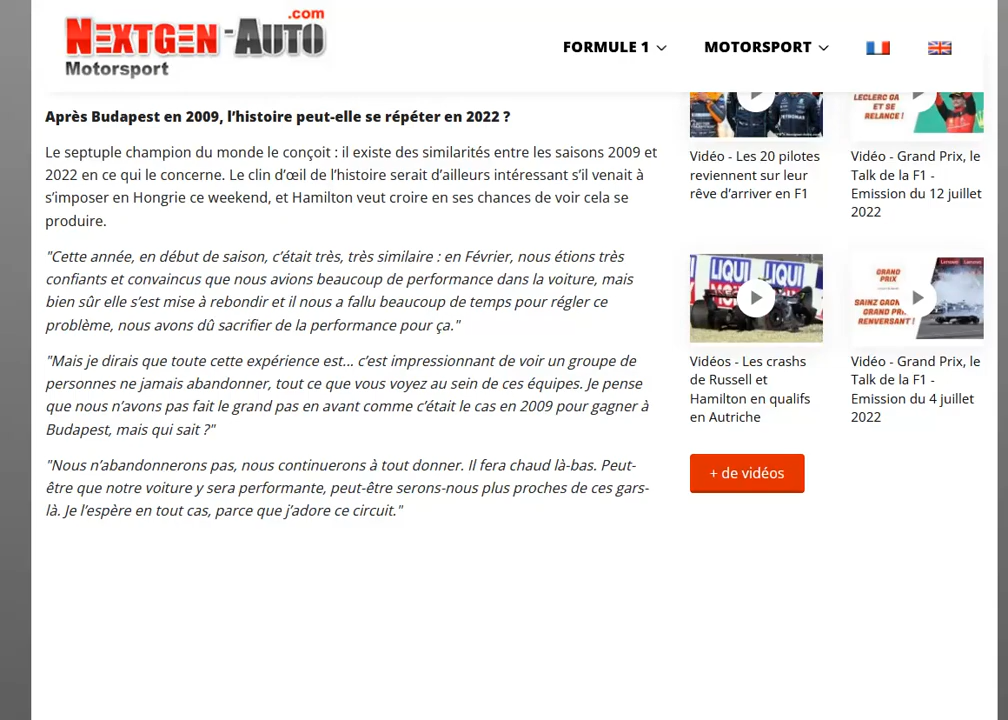 NEXTGEN-AUTO
.com
Motorsport
FORMULE 1
MOTORSPORT
Après Budapest en 2009, l’histoire peut-elle se répéter en 2022 ?
Le septuple champion du monde le conçoit : il existe des similarités entre les saisons 2009 et
2022 en ce qui le concerne. Le clin d’œil de l’histoire serait d’ailleurs intéressant s’il venait à
s’imposer en Hongrie ce weekend, et Hamilton veut croire en ses chances de voir cela se
produire.
"Cette année, en début de saison, c’était très, très similaire : en Février, nous étions très
confiants et convaincus que nous avions beaucoup de performance dans la voiture, mais
bien sûr elle s’est mise à rebondir et il nous a fallu beaucoup de temps pour régler ce
problème, nous avons dû sacrifier de la performance pour ça."
"Mais je dirais que toute cette expérience est... c’est impressionnant de voir un groupe de
personnes ne jamais abandonner, tout ce que vous voyez au sein de ces équipes. Je pense
que nous n’avons pas fait le grand pas en avant comme c’était le cas en 2009 pour gagner à
Budapest, mais qui sait ?"
"Nous n’abandonnerons pas, nous continuerons à tout donner. Il fera chaud là-bas. Peut-
être que notre voiture y sera performante, peut-être serons-nous plus proches de ces gars-
là. Je l’espère en tout cas, parce que j’adore ce circuit."
PETRONAS
Vidéo - Les 20 pilotes
reviennent sur leur
rêve d’arriver en F1
LECLERC GA
ET SE
RELANCE !
Vidéo - Grand Prix, le
Talk de la F1 -
Emission du 12 juillet
2022
LIQUI LIQUI
Vidéos - Les crashs
de Russell et
Hamilton en qualifs
en Autriche
GRAND
PRIX
SAINZ GAGN
GRAND PR
RENVERSANT !
Vidéo - Grand Prix, le
Talk de la F1 -
Emission du 4 juillet
2022
+ de vidéos